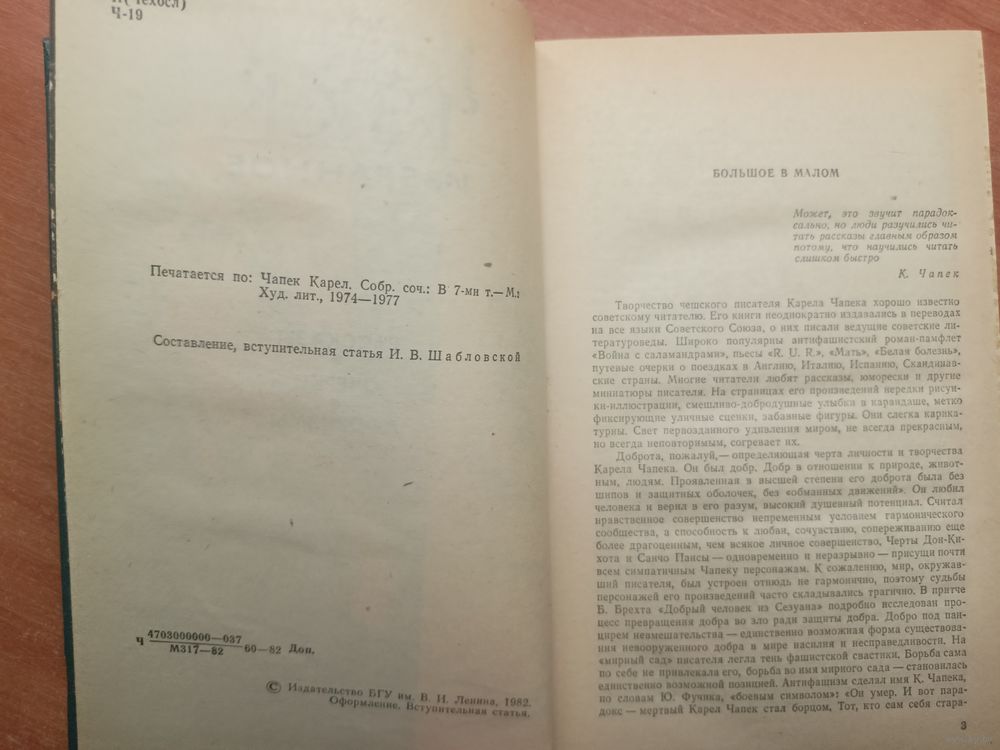 Ч-19
Печатается по: Чапек Карел. Собр. соч.: В 7-ми т.—М.:
Худ. лит., 1974—1977
Составление, вступительная статья И. В. Шабловской
Ч 4703000000—037
М317—82
60—82 Доп.
© Издательство БГУ им. В. И. Ленина, 1982.
Оформление. Вступительная статья.
БОЛЬШОЕ В МАЛОМ
Может, это звучит парадок-
сально, но люди разучились чи-
тать рассказы главным образом
потому, что научились читать
слишком быстро
К. Чапек
Творчество чешского писателя Карела Чапека хорошо известно
советскому читателю. Его книги неоднократно издавались в переводах
на все языки Советского Союза, о них писали ведущие советские ли-
тературоведы. Широко популярны антифашистский роман-памфлет
«Война с саламандрами», пьесы «R. U. R.», «Мать», «Белая болезнь»,
путевые очерки о поездках в Англию, Италию, Испанию, Скандинав-
ские страны. Многие читатели любят рассказы, юморески и другие
миниатюры писателя. На страницах его произведений нередки рисун-
ки-иллюстрации, смешливо-добродушные улыбки в карандаше, метко
фиксирующие уличные сценки, забавные фигуры. Они слегка карика-
турны. Свет первозданного удивления миром, не всегда прекрасным,
но всегда неповторимым, согревает их.
Доброта, пожалуй,— определяющая черта личности и творчества
Карела Чапека. Он был добр. Добр в отношении к природе, живот-
ным, людям. Проявленная в высшей степени его доброта была без
шипов и защитных оболочек, без «обманных движений». Он любил
человека и верил в его разум, высокий душевный потенциал. Считал
нравственное совершенство непременным условием гармонического
сообщества, а способность к любви, сочувствию, сопереживанию еще
более драгоценным, чем всякое личное совершенство. Черты Дон-Ки-
хота и Санчо Пансы — одновременно и неразрывно — присущи почти
всем симпатичным Чапеку персонажам. К сожалению, мир, окружав-
ший писателя, был устроен отнюдь не гармонично, поэтому судьбы
персонажей его произведений часто складывались трагично. В притче
Б. Брехта «Добрый человек из Сезуана» подробно исследован про-
цесс превращения добра во зло ради защиты добра. Добро под пан-
цирем невмешательства — единственно возможная форма существова-
ния невооруженного добра в мире насилия и несправедливости. На
«мирный сад» писателя легла тень фашистской свастики. Борьба сама
по себе не привлекала его, борьба во имя мирного сада — становилась
единственно возможной позицией. Антифашизм сделал имя К. Чапека,
по словам Ю. Фучика, «боевым символом»: «Он умер. И вот пара-
докс — мертвый Карел Чапек стал борцом. Тот, кто сам себя стара-
3